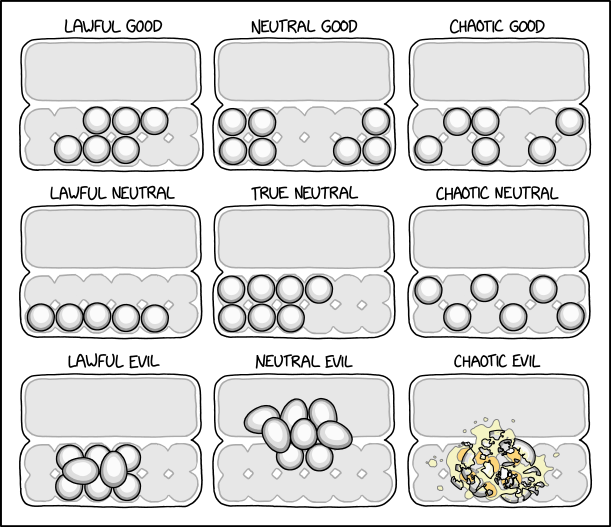 LAWFUL GOOD
NEUTRAL GOOD
CHAOTIC GOOD
LAWFUL NEUTRAL
TRUE NEUTRAL
CHAOTIC NEUTRAL
LAWFUL EVIL
NEUTRAL EVIL
CHAOTIC EVIL